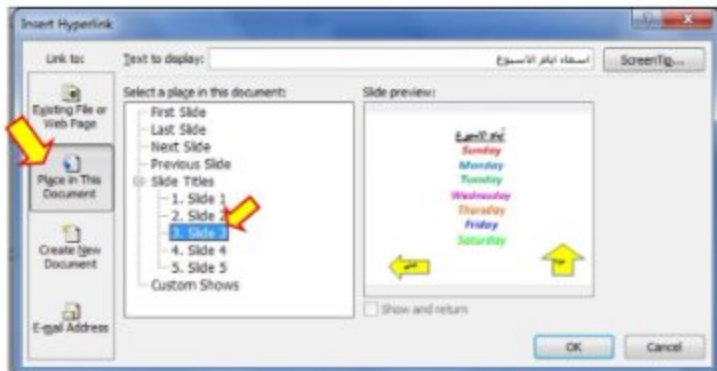 Insert Hyperlink
Link to:
Text to display:
اسماء ايام الاسبوع
ScreenTip...
Existing File or
Web Page
Place in This
Document
Create New
Document
E-mail Address
Select a place in this document:
First Slide
Last Slide
Next Slide
Previous Slide
Slide Titles
1. Slide 1
2. Slide 2
3. Slide 3
4. Slide 4
5. Slide 5
Custom Shows
Slide preview:
أيام الاسبوع
Sunday
Monday
Tuesday
Wednesday
Thursday
Friday
Saturday
Show and return
OK
Cancel